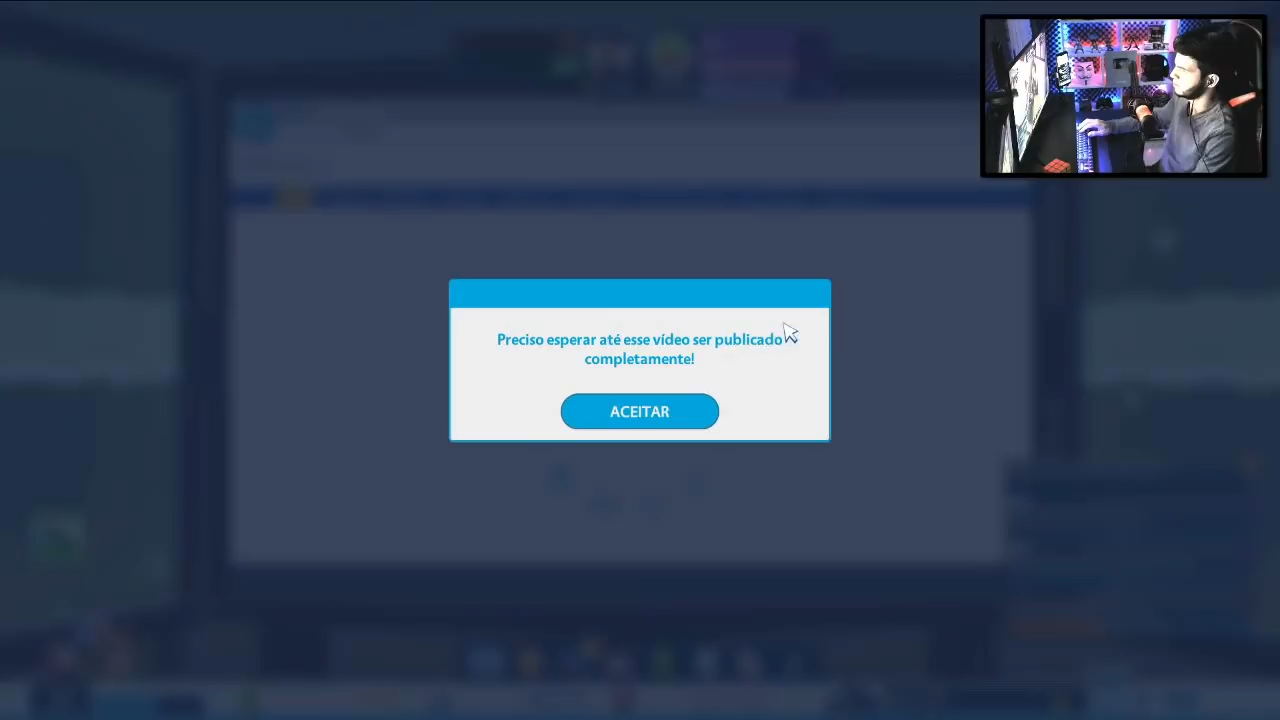 Preciso esperar até esse vídeo ser publicado
completamente!
ACEITAR